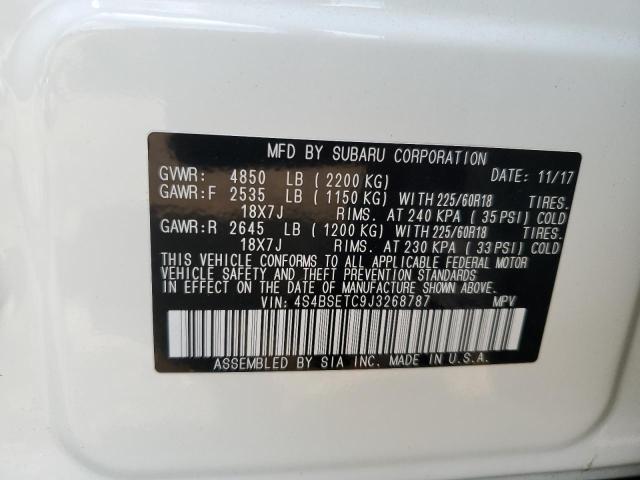 MFD BY SUBARU CORPORATION
GVWR: 4850 LB ( 2200 KG) DATE: 11/17
GAWR:F 2535 LB ( 1150 KG) WITH 225/60R18 TIRES.
18X7J RIMS. AT 240 KPA ( 35 PSI) COLD
GAWR:R 2645 LB ( 1200 KG) WITH 225/60R18 TIRES.
18X7J RIMS. AT 230 KPA ( 33 PSI) COLD
THIS VEHICLE CONFORMS TO ALL APPLICABLE FEDERAL MOTOR
VEHICLE SAFETY AND THEFT PREVENTION STANDARDS
IN EFFECT ON THE DATE OF MANUFACTURE SHOWN ABOVE.
VIN: 4S4BSETC9J3268787 MPV
ASSEMBLED BY SIA INC. MADE IN U.S.A.